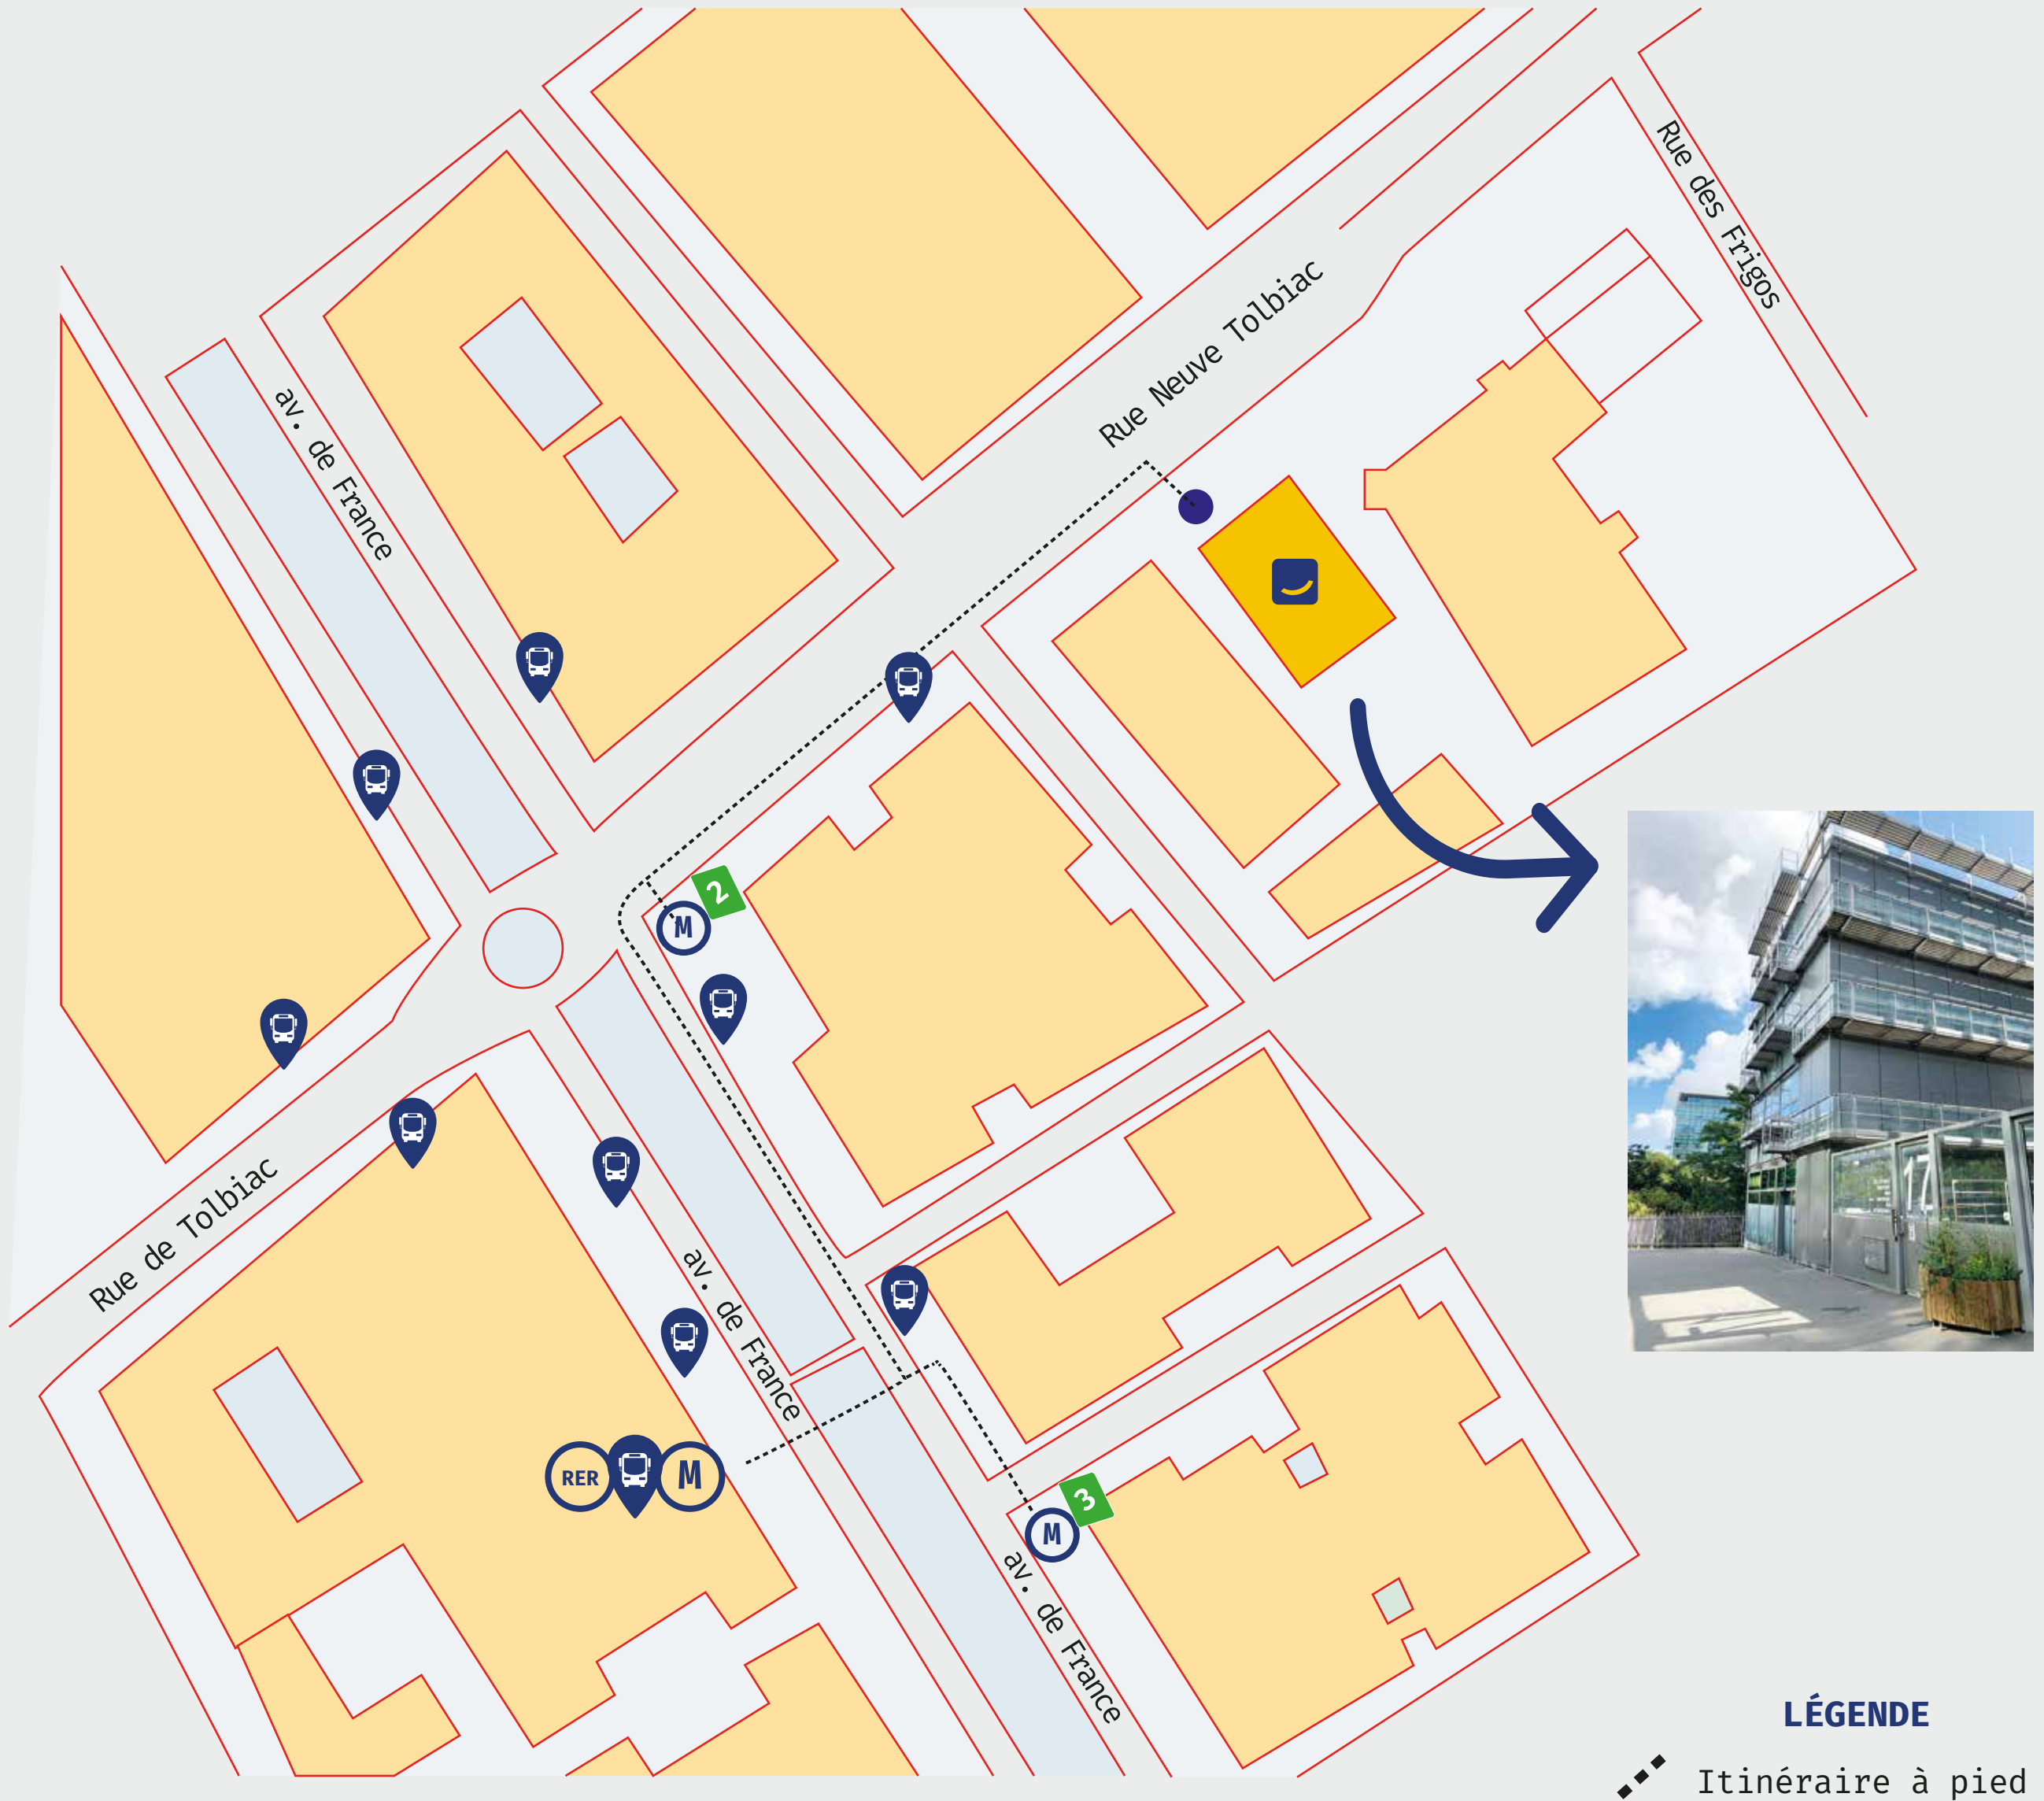 Rue des Frigos
Rue Neuve Tolbiac
av. de France
2
M
Rue de Tolbiac
av. de France
17
RER
M
3
M
av. de France
LÉGENDE
Itinéraire à pied